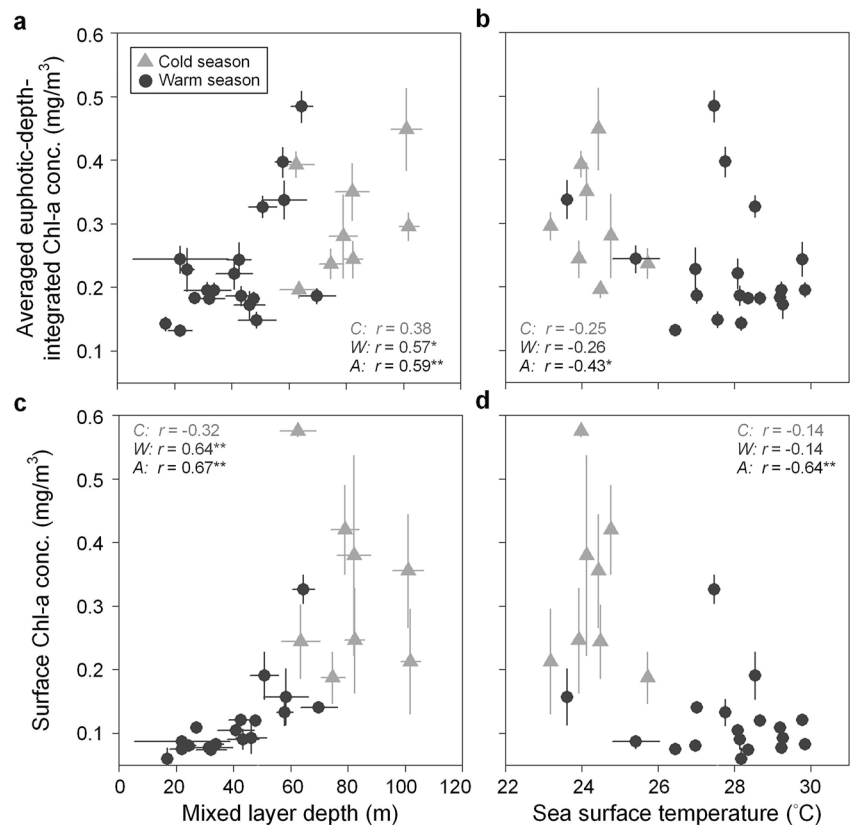 a
b
0.6
0.5
0.4
0.3
0.2
0.1
Averaged euphotic-depth-
integrated Chl-a conc. (mg/m³)
Cold season
Warm season
C: r = 0.38
W: r = 0.57*
A: r = 0.59**
C: r = -0.25
W: r = -0.26
A: r = -0.43*
c
d
0.6
0.5
0.4
0.3
0.2
0.1
Surface Chl-a conc. (mg/m³)
C: r = -0.32
W: r = 0.64**
A: r = 0.67**
C: r = -0.14
W: r = -0.14
A: r = -0.64**
0 20 40 60 80 100 120
22 24 26 28 30
Mixed layer depth (m)
Sea surface temperature (°C)